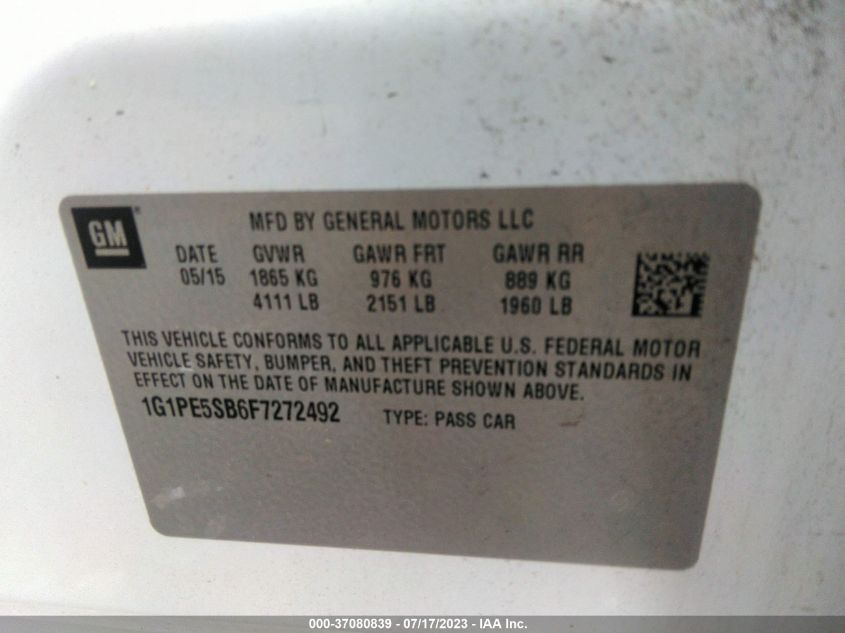 GM®
MFD BY GENERAL MOTORS LLC
DATE GVWR GAWR FRT GAWR RR
05/15 1865 KG 976 KG 889 KG
4111 LB 2151 LB 1960 LB
THIS VEHICLE CONFORMS TO ALL APPLICABLE U.S. FEDERAL MOTOR
VEHICLE SAFETY, BUMPER, AND THEFT PREVENTION STANDARDS IN
EFFECT ON THE DATE OF MANUFACTURE SHOWN ABOVE.
1G1PE5SB6F7272492 TYPE: PASS CAR
000-37080839 - 07/17/2023 - IAA Inc.